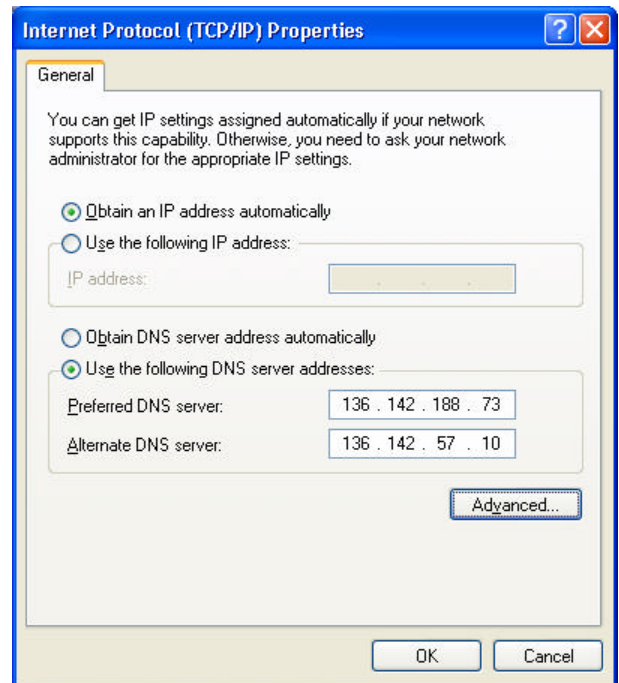 Internet Protocol (TCP/IP) Properties
General
You can get IP settings assigned automatically if your network
supports this capability. Otherwise, you need to ask your network
administrator for the appropriate IP settings.
Obtain an IP address automatically
Use the following IP address:
IP address:
Obtain DNS server address automatically
Use the following DNS server addresses:
Preferred DNS server: 136 . 142 . 188 . 73
Alternate DNS server: 136 . 142 . 57 . 10
Advanced...
OK Cancel